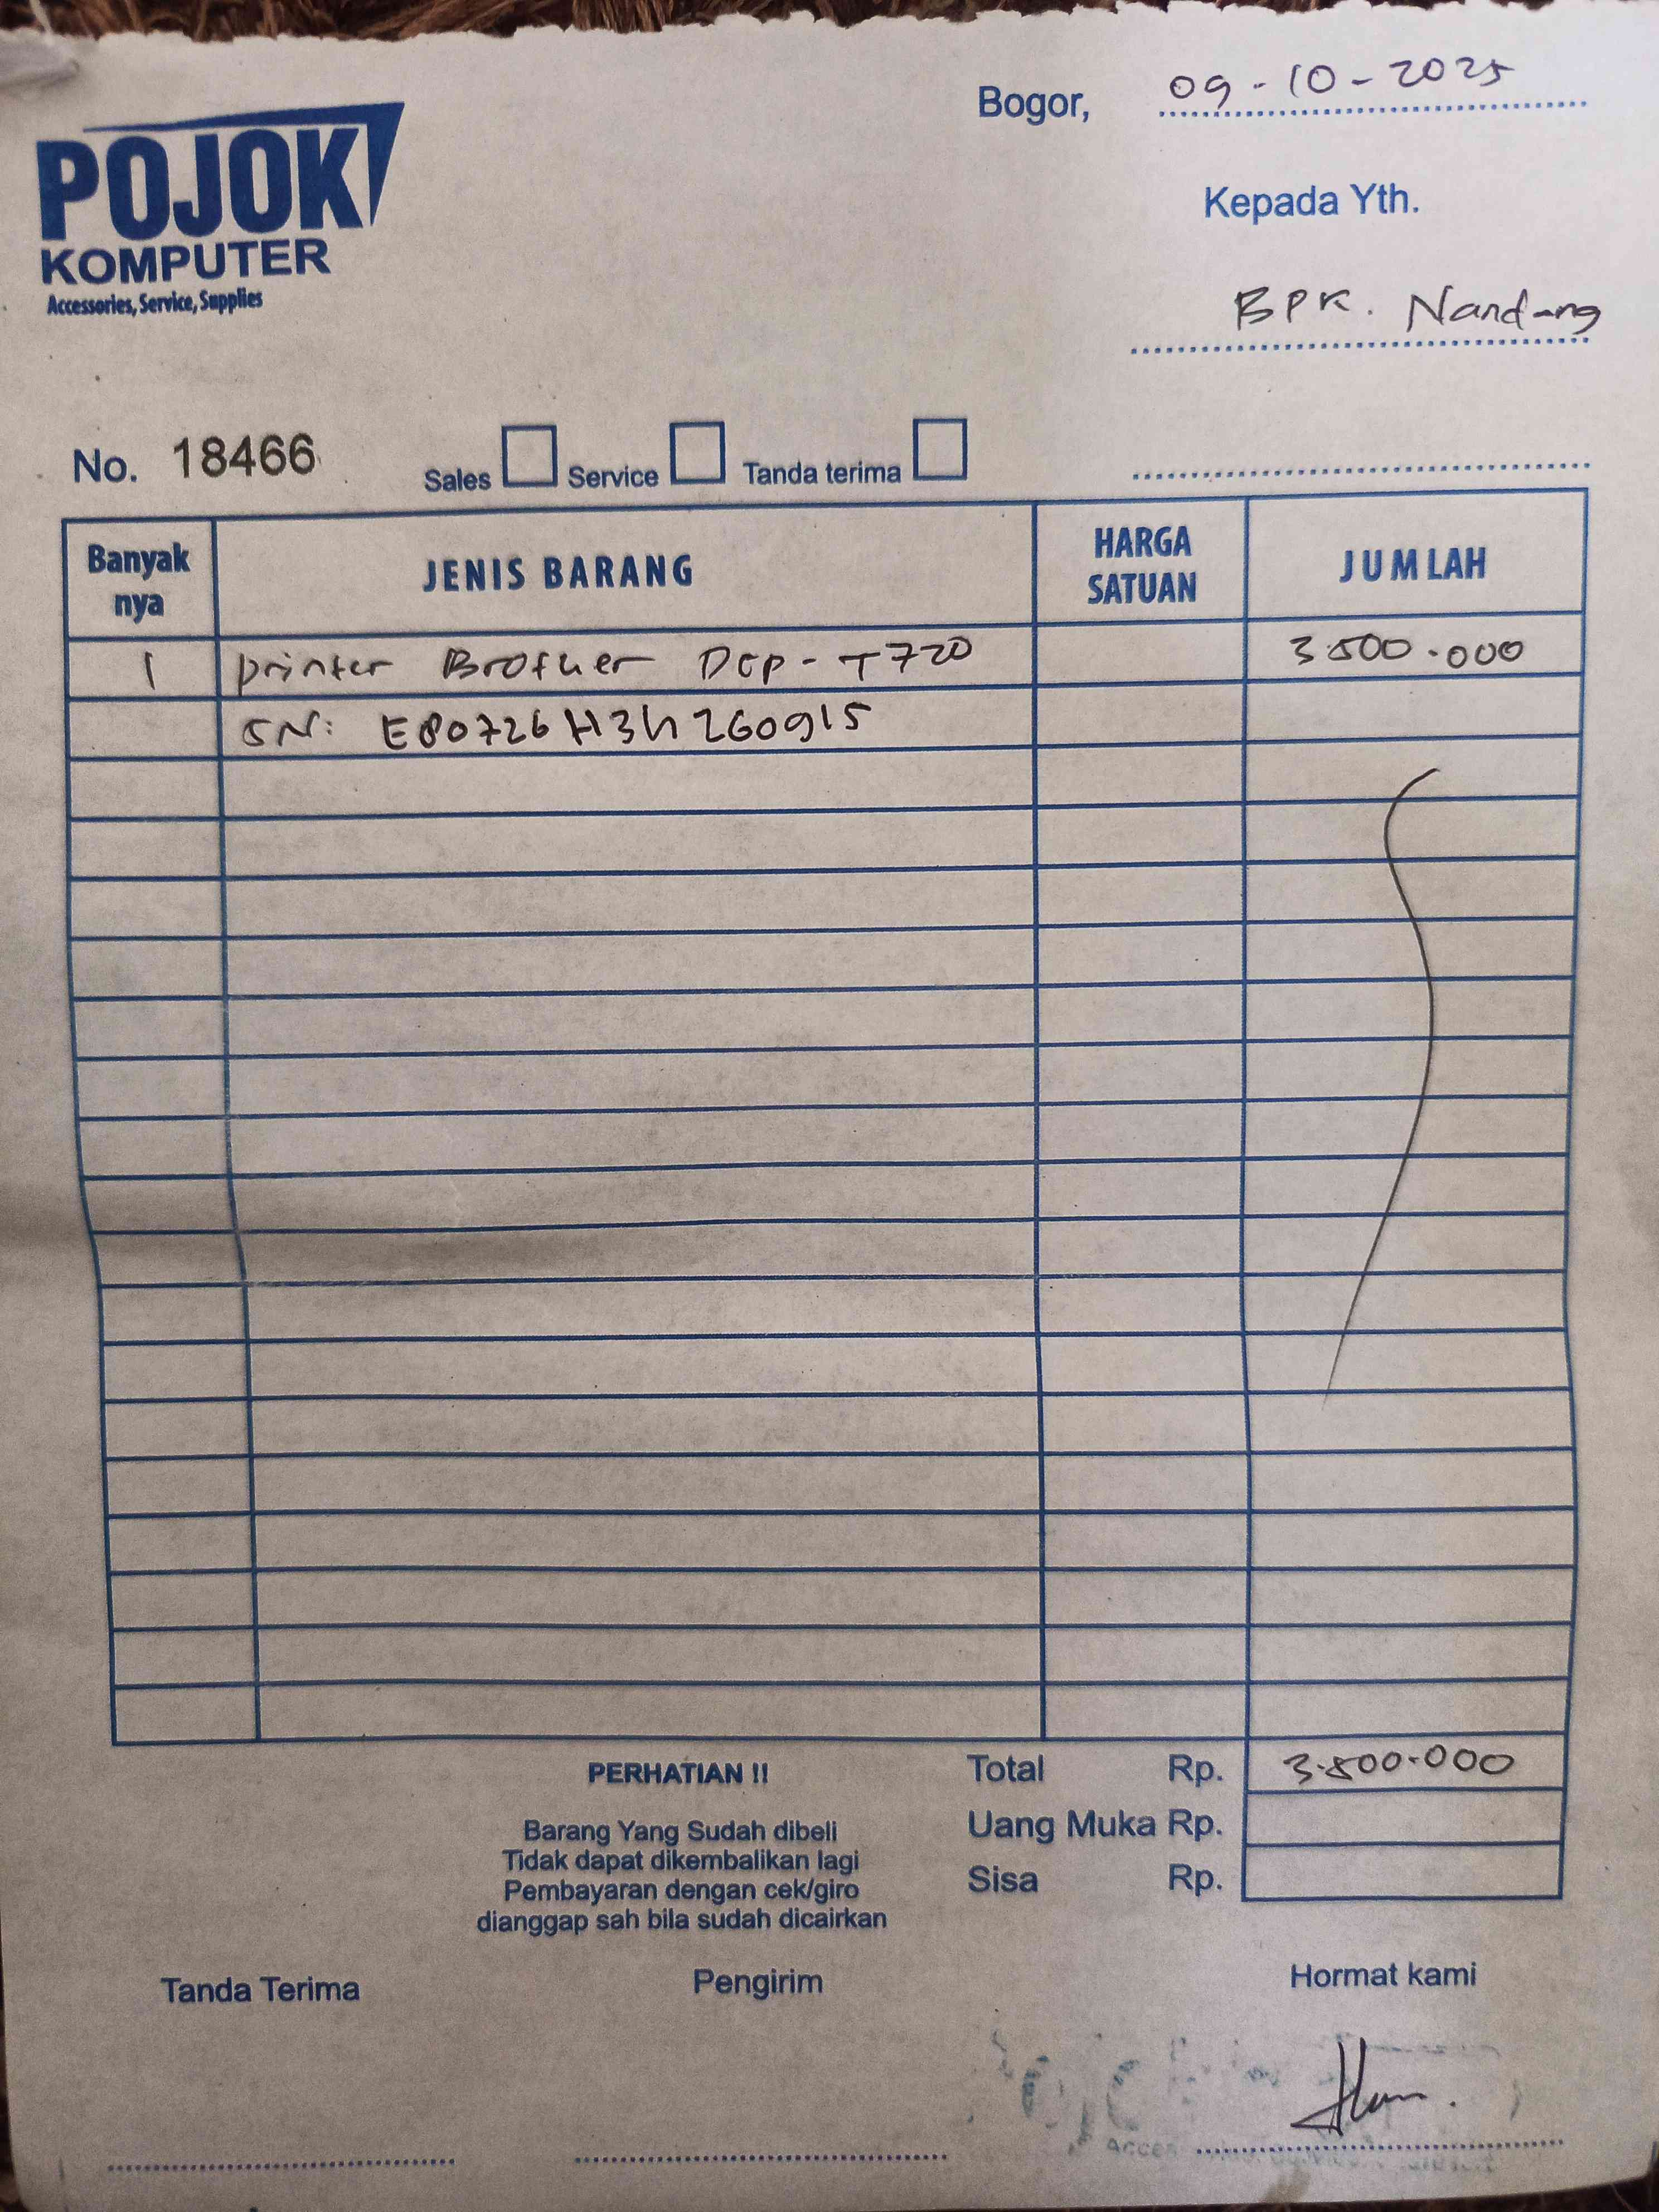 Bogor, 09-10-2025
POJOK
KOMPUTER
Accessories, Service, Supplies
Kepada Yth.
BPK. Nandang
No. 18466 Sales Service Tanda terima
Banyak nya JENIS BARANG HARGA SATUAN JUMLAH
1 printer Brother Dcp-T720 3.500.000
SN: E80726H3H260915
Total Rp. 3.500.000
Uang Muka Rp.
Sisa Rp.
PERHATIAN !!
Barang Yang Sudah dibeli
Tidak dapat dikembalikan lagi
Pembayaran dengan cek/giro
dianggap sah bila sudah dicairkan
Tanda Terima Pengirim Hormat kami